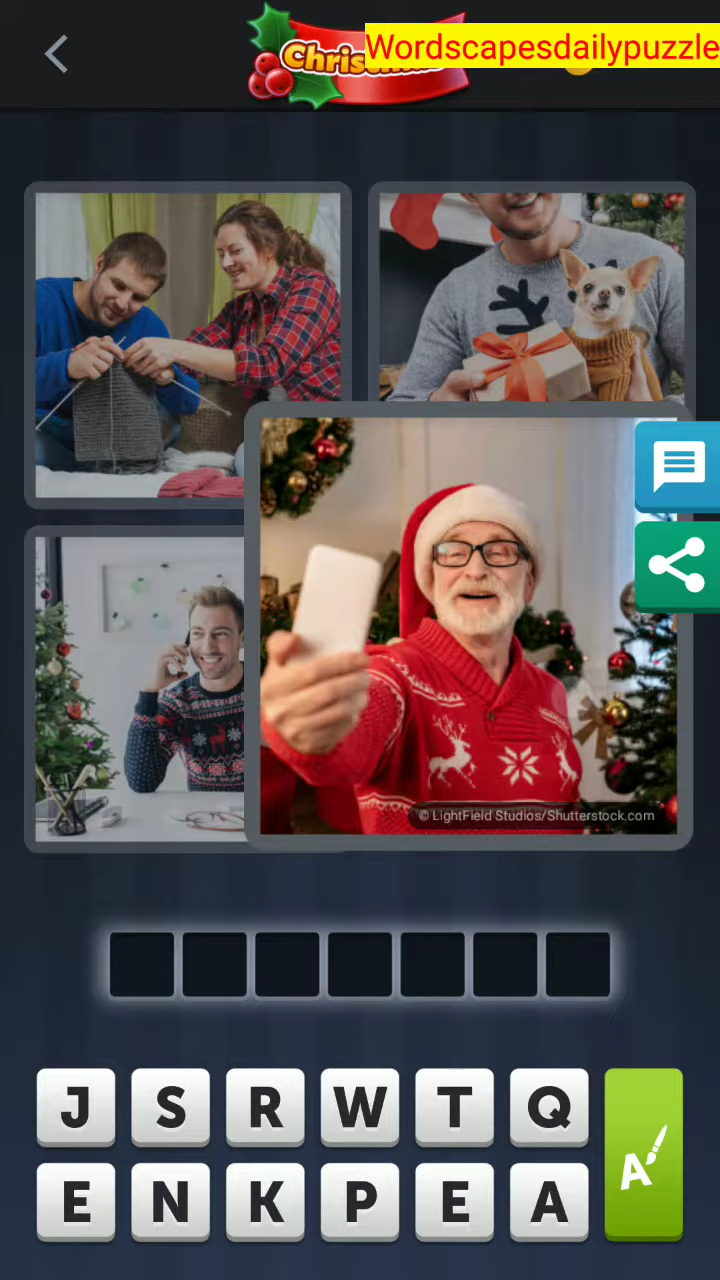 Wordscapesdailypuzzle
© LightField Studios/Shutterstock.com
J S R W T Q
E N K P E A
A